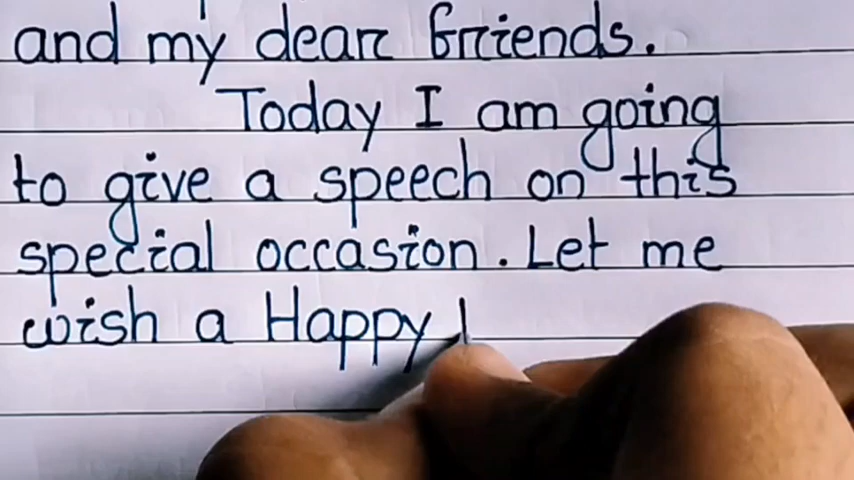 and my dear friends.
Today I am going
to give a speech on this
special occasion. Let me
wish a Happy